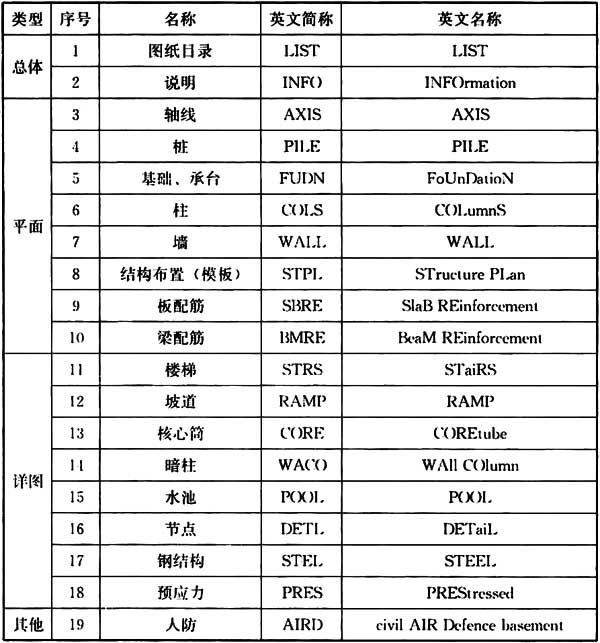 类型 序号 名称 英文简称 英文名称
总体 1 图纸目录 LIST LIST
2 说明 INFO INFOrmation
平面 3 轴线 AXIS AXIS
4 桩 PILE PILE
5 基础、承台 FUDN FoUnDatioN
6 柱 COLS COLumnS
7 墙 WALL WALL
8 结构布置（模板） STPL STructure PLan
9 板配筋 SBRE SlaB REinforcement
10 梁配筋 BMRE BeaM REinforcement
详图 11 楼梯 STRS STaiRS
12 坡道 RAMP RAMP
13 核心筒 CORE COREtube
14 暗柱 WACO WAll COlumn
15 水池 POOL POOL
16 节点 DETL DETaiL
17 钢结构 STEL STEEL
18 预应力 PRES PREStressed
其他 19 人防 AIRD civil AIR Defence basement